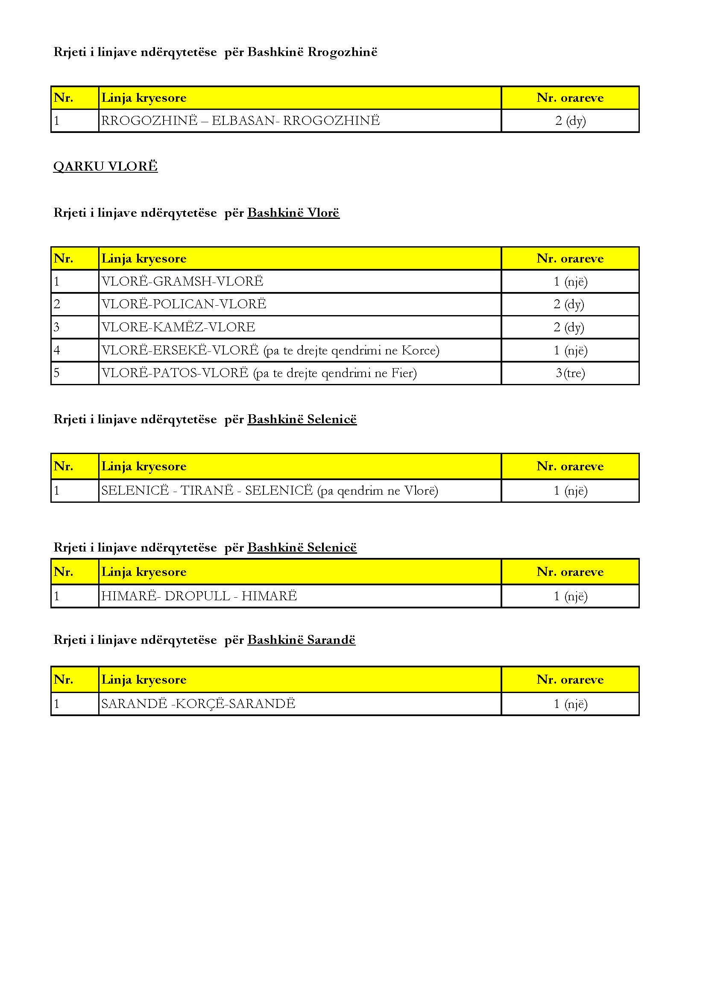 Rrjeti i linjave ndërqytetëse  për Bashkinë Rrogozhinë
Nr. Linja kryesore Nr. orareve
1 RROGOZHINË – ELBASAN- RROGOZHINË 2 (dy)
QARKU VLORË
Rrjeti i linjave ndërqytetëse  për Bashkinë Vlorë
Nr. Linja kryesore Nr. orareve
1 VLORË-GRAMSH-VLORË 1 (një)
2 VLORË-POLICAN-VLORË 2 (dy)
3 VLORE-KAMËZ-VLORE 2 (dy)
4 VLORË-ERSEKË-VLORË (pa te drejte qendrimi ne Korce) 1 (një)
5 VLORË-PATOS-VLORË (pa te drejte qendrimi ne Fier) 3(tre)
Rrjeti i linjave ndërqytetëse  për Bashkinë Selenicë
Nr. Linja kryesore Nr. orareve
1 SELENICË - TIRANË - SELENICË (pa qendrim ne Vlorë) 1 (një)
Rrjeti i linjave ndërqytetëse  për Bashkinë Selenicë
Nr. Linja kryesore Nr. orareve
1 HIMARË- DROPULL - HIMARË 1 (një)
Rrjeti i linjave ndërqytetëse  për Bashkinë Sarandë
Nr. Linja kryesore Nr. orareve
1 SARANDË -KORÇË-SARANDË 1 (një)